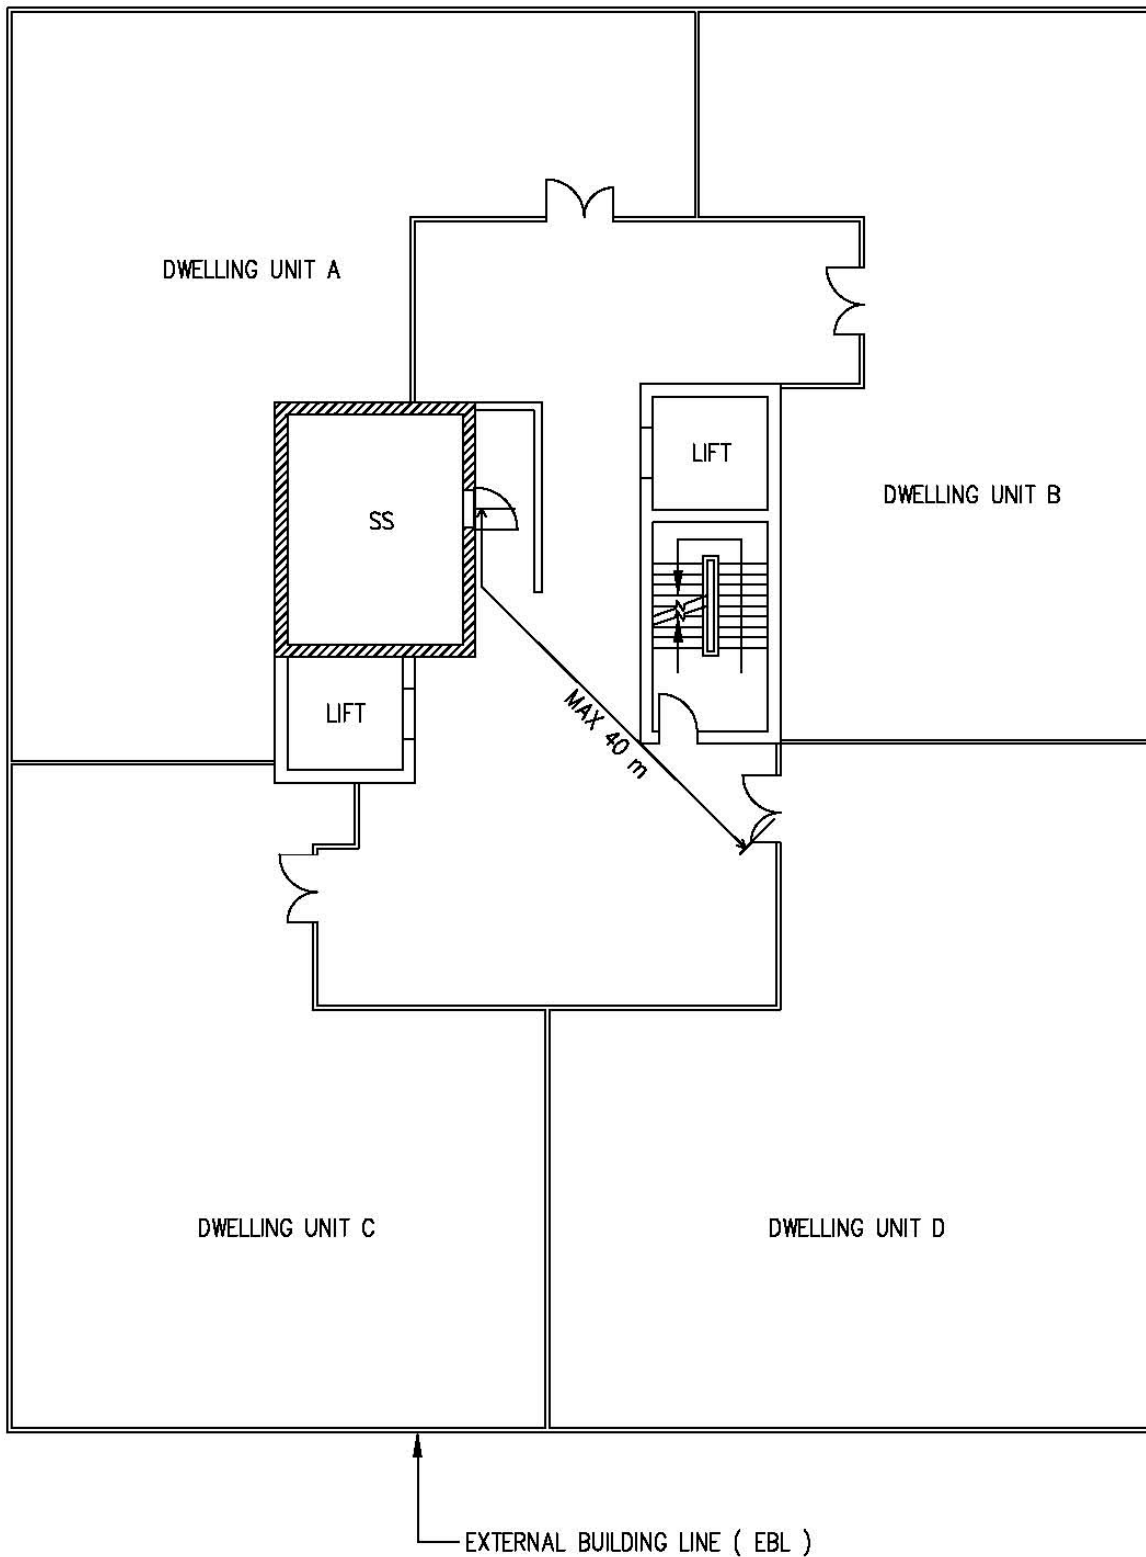 DWELLING UNIT A
LIFT
DWELLING UNIT B
SS
LIFT
MAX 40 m
DWELLING UNIT C
DWELLING UNIT D
EXTERNAL BUILDING LINE ( EBL )